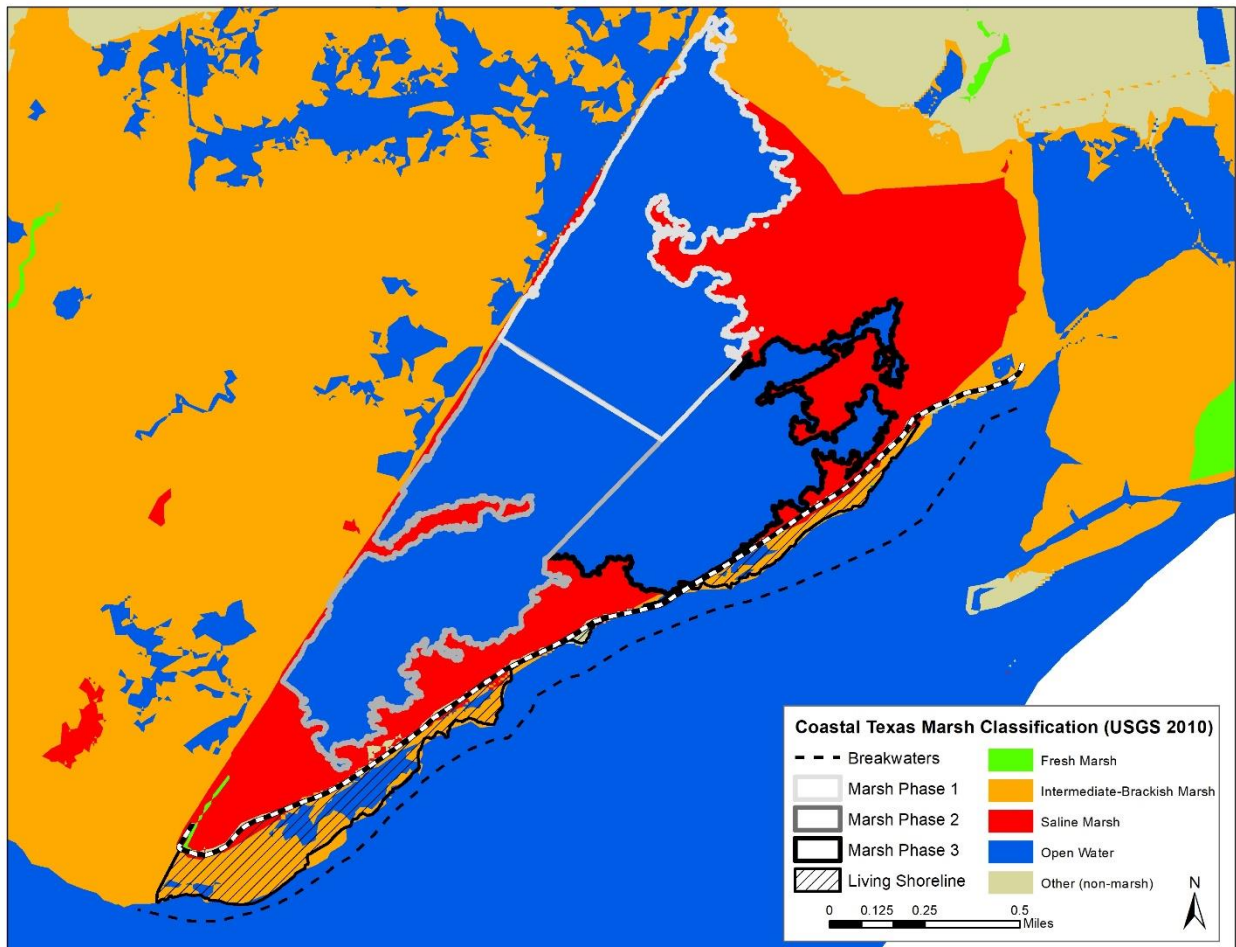 Coastal Texas Marsh Classification (USGS 2010)
Breakwaters
Marsh Phase 1
Marsh Phase 2
Marsh Phase 3
Living Shoreline
Fresh Marsh
Intermediate-Brackish Marsh
Saline Marsh
Open Water
Other (non-marsh)
N
0 0.125 0.25 0.5
Miles